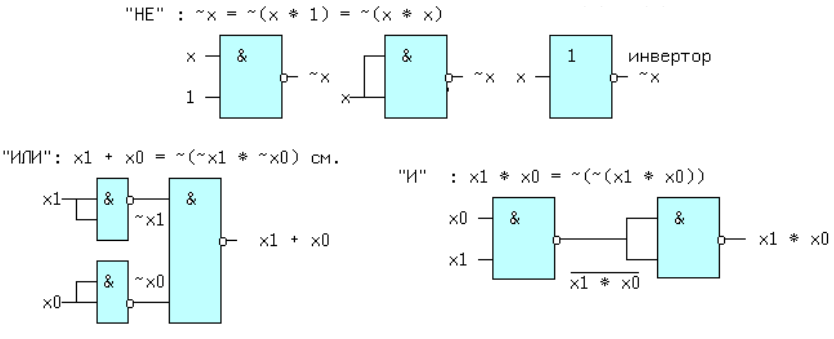 "НЕ" : ~x = ~(x * 1) = ~(x * x)
x & ~x & ~x 1 инвертор
1 x x ~x
"ИЛИ": x1 + x0 = ~(~x1 * ~x0) см.
"И" : x1 * x0 = ~(~(x1 * x0))
x1 & ~x1 &
x1 + x0
x0 & ~x0
x0 & & x1 * x0
x1 x1 * x0